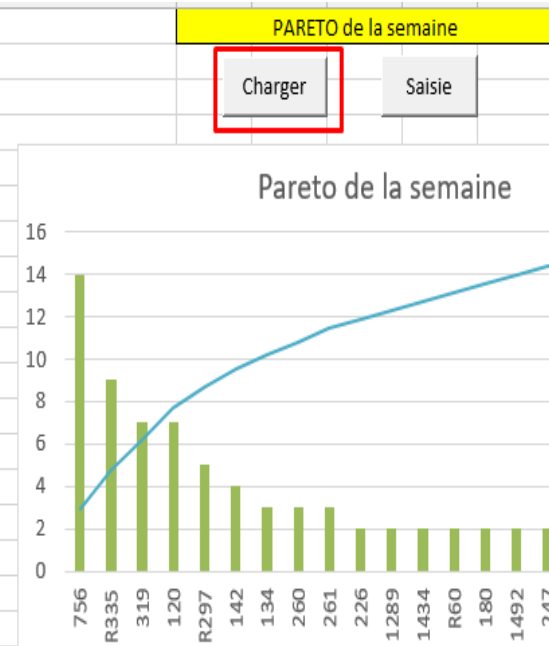 PARETO de la semaine
Charger Saisie
Pareto de la semaine
16
14
12
10
8
6
4
2
0
756 R335 319 120 R297 142 134 260 261 226 1289 1434 R60 180 1492 247